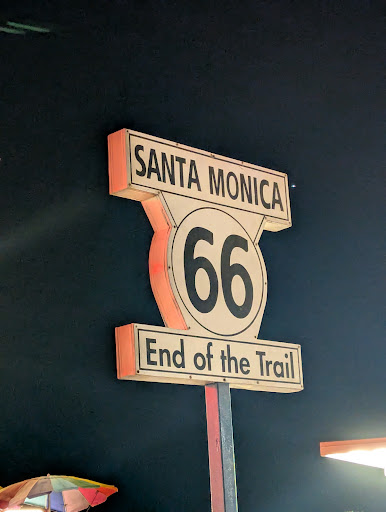 SANTA MONICA
66
End of the Trail